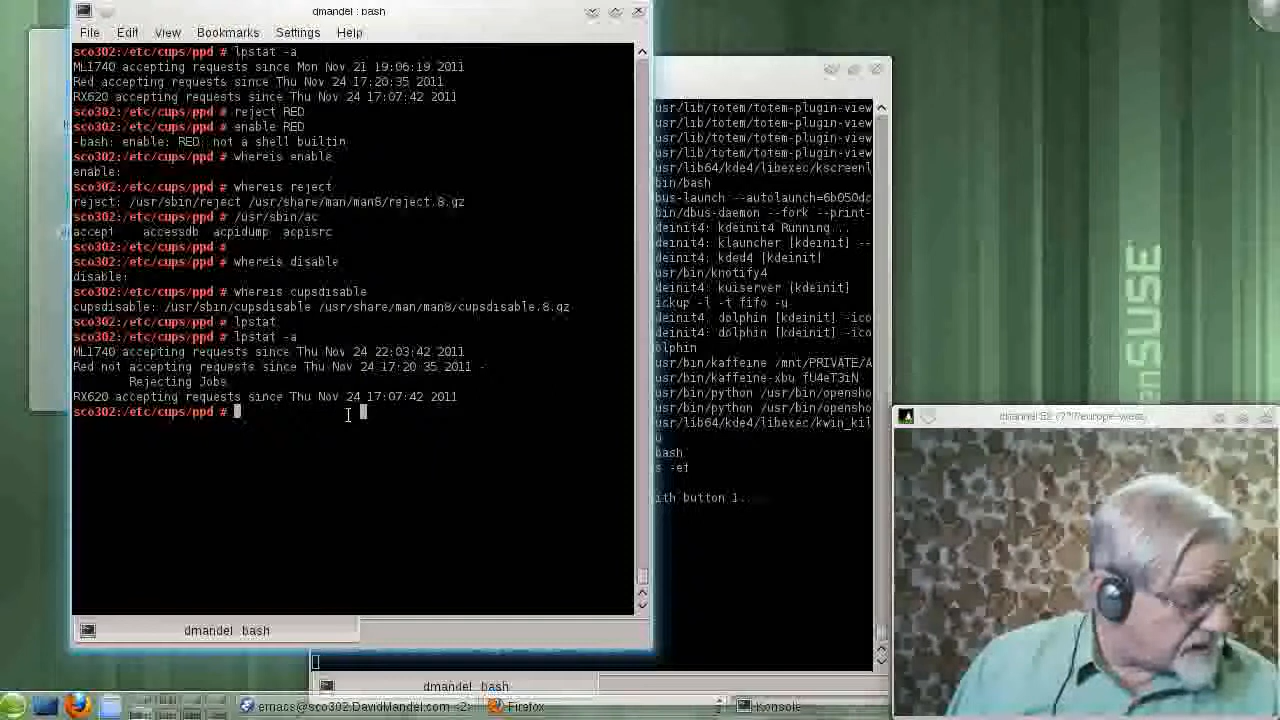 dmandel : bash
File Edit View Bookmarks Settings Help
sco302:/etc/cups/ppd # lpstat -a
ML1740 accepting requests since Mon Nov 21 19:06:19 2011
Red accepting requests since Thu Nov 24 17:20:35 2011
RX620 accepting requests since Thu Nov 24 17:07:42 2011
sco302:/etc/cups/ppd # reject RED
sco302:/etc/cups/ppd # enable RED
-bash: enable: RED: not a shell builtin
sco302:/etc/cups/ppd # whereis enable
enable:
sco302:/etc/cups/ppd # whereis reject
reject: /usr/sbin/reject /usr/share/man/man8/reject.8.gz
sco302:/etc/cups/ppd # /usr/sbin/ac
accept accessdb acpidump acpisrc
sco302:/etc/cups/ppd #
sco302:/etc/cups/ppd # whereis disable
disable:
sco302:/etc/cups/ppd # whereis cupsdisable
cupsdisable: /usr/sbin/cupsdisable /usr/share/man/man8/cupsdisable.8.gz
sco302:/etc/cups/ppd # lpstat
sco302:/etc/cups/ppd # lpstat -a
ML1740 accepting requests since Thu Nov 24 22:03:42 2011
Red not accepting requests since Thu Nov 24 17:20:35 2011 -
Rejecting Jobs
RX620 accepting requests since Thu Nov 24 17:07:42 2011
sco302:/etc/cups/ppd #
dmandel : bash
usr/lib/totem/totem-plugin-view
usr/lib/totem/totem-plugin-view
usr/lib/totem/totem-plugin-view
usr/lib/totem/totem-plugin-view
usr/lib64/kde4/libexec/kscreenl
bin/bash
bus-launch --autolaunch=6b050dc
bin/dbus-daemon --fork --print-
deinit4: kdeinit4 Running...
deinit4: klauncher [kdeinit] --
deinit4: kded4 [kdeinit]
usr/bin/knotify4
deinit4: kuiserver [kdeinit]
ickup -l -t fifo -u
deinit4: dolphin [kdeinit] -ico
deinit4: dolphin [kdeinit] -ico
olphin
usr/bin/kaffeine /mnt/PRIVATE/A
usr/bin/kaffeine-xbu fU4eT3iN
usr/bin/python /usr/bin/opensho
usr/bin/python /usr/bin/opensho
usr/lib64/kde4/libexec/kwin_kil
bash
s -ef
ith button 1...
dmandel : bash
enSUSE
emacs@sco302.DavidMandel.com <2>
Firefox
Konsole